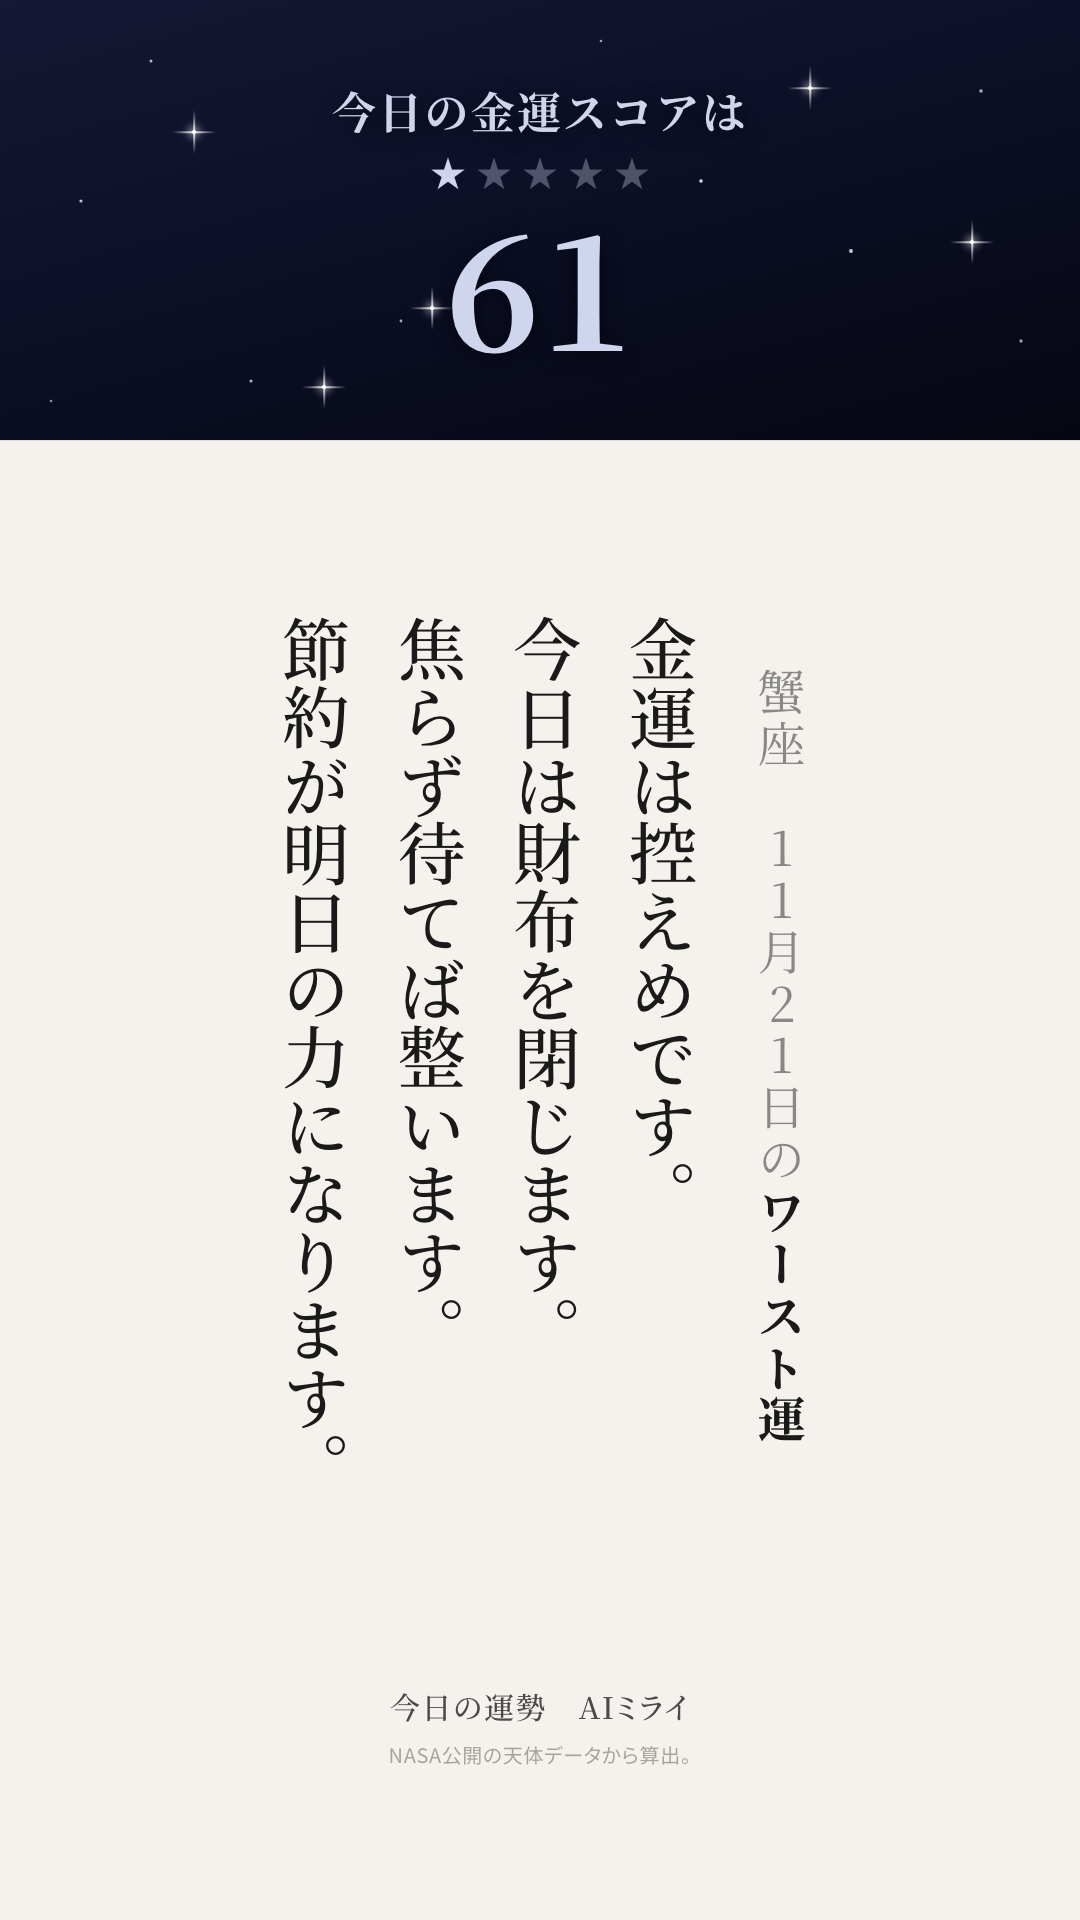 今日の金運スコアは
★★★★★
61
蟹座　11月21日のワースト運
金運は控えめです。
今日は財布を閉じます。
焦らず待てば整います。
節約が明日の力になります。
今日の運勢　AIミライ
NASA公開の天体データから算出。